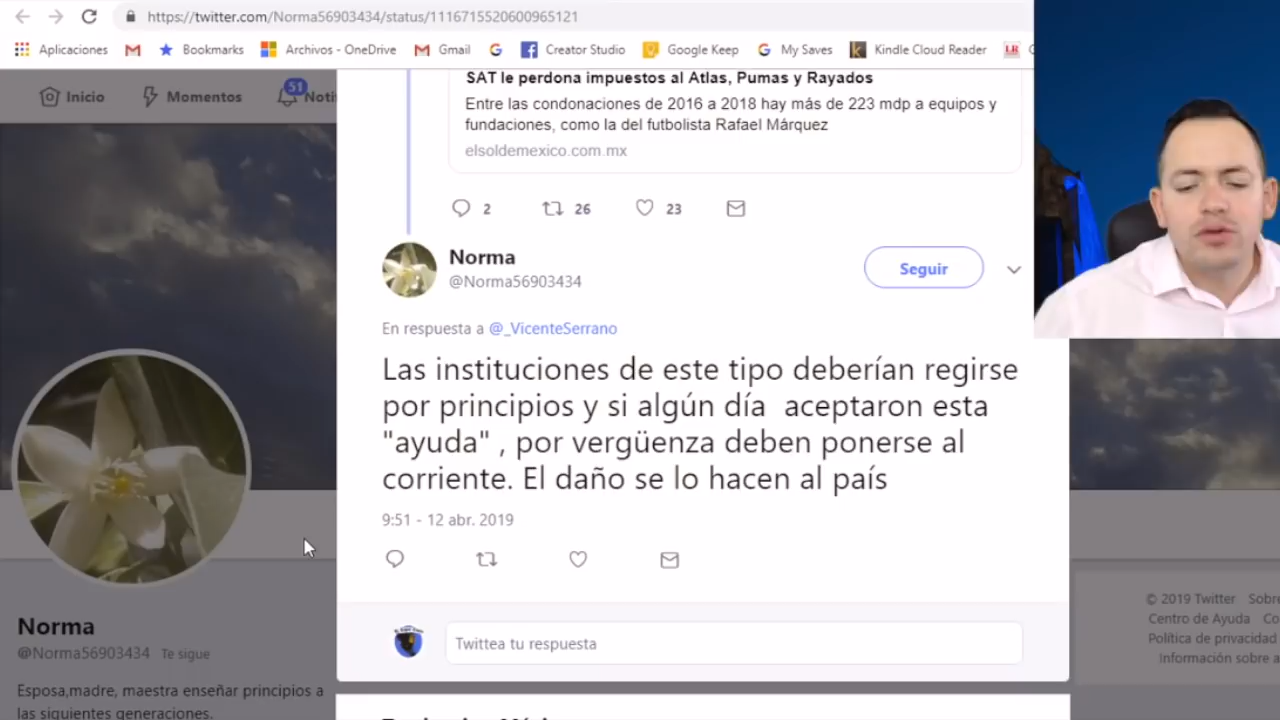 https://twitter.com/Norma56903434/status/1116715520600965121
Aplicaciones
Bookmarks
Archivos - OneDrive
Gmail
Creator Studio
Google Keep
My Saves
Kindle Cloud Reader
LR
Inicio
Momentos
51
Noti
SAT le perdona impuestos al Atlas, Pumas y Rayados
Entre las condonaciones de 2016 a 2018 hay más de 223 mdp a equipos y
fundaciones, como la del futbolista Rafael Márquez
elsoldemexico.com.mx
2 26 23
Norma
@Norma56903434
Seguir
En respuesta a @_VicenteSerrano
Las instituciones de este tipo deberían regirse
por principios y si algún día aceptaron esta
"ayuda" , por vergüenza deben ponerse al
corriente. El daño se lo hacen al país
9:51 - 12 abr. 2019
Twittea tu respuesta
Norma
@Norma56903434 Te sigue
Esposa,madre, maestra enseñar principios a
las siguientes generaciones.
© 2019 Twitter Sobre
Centro de Ayuda Co
Política de privacidad
Información sobre a